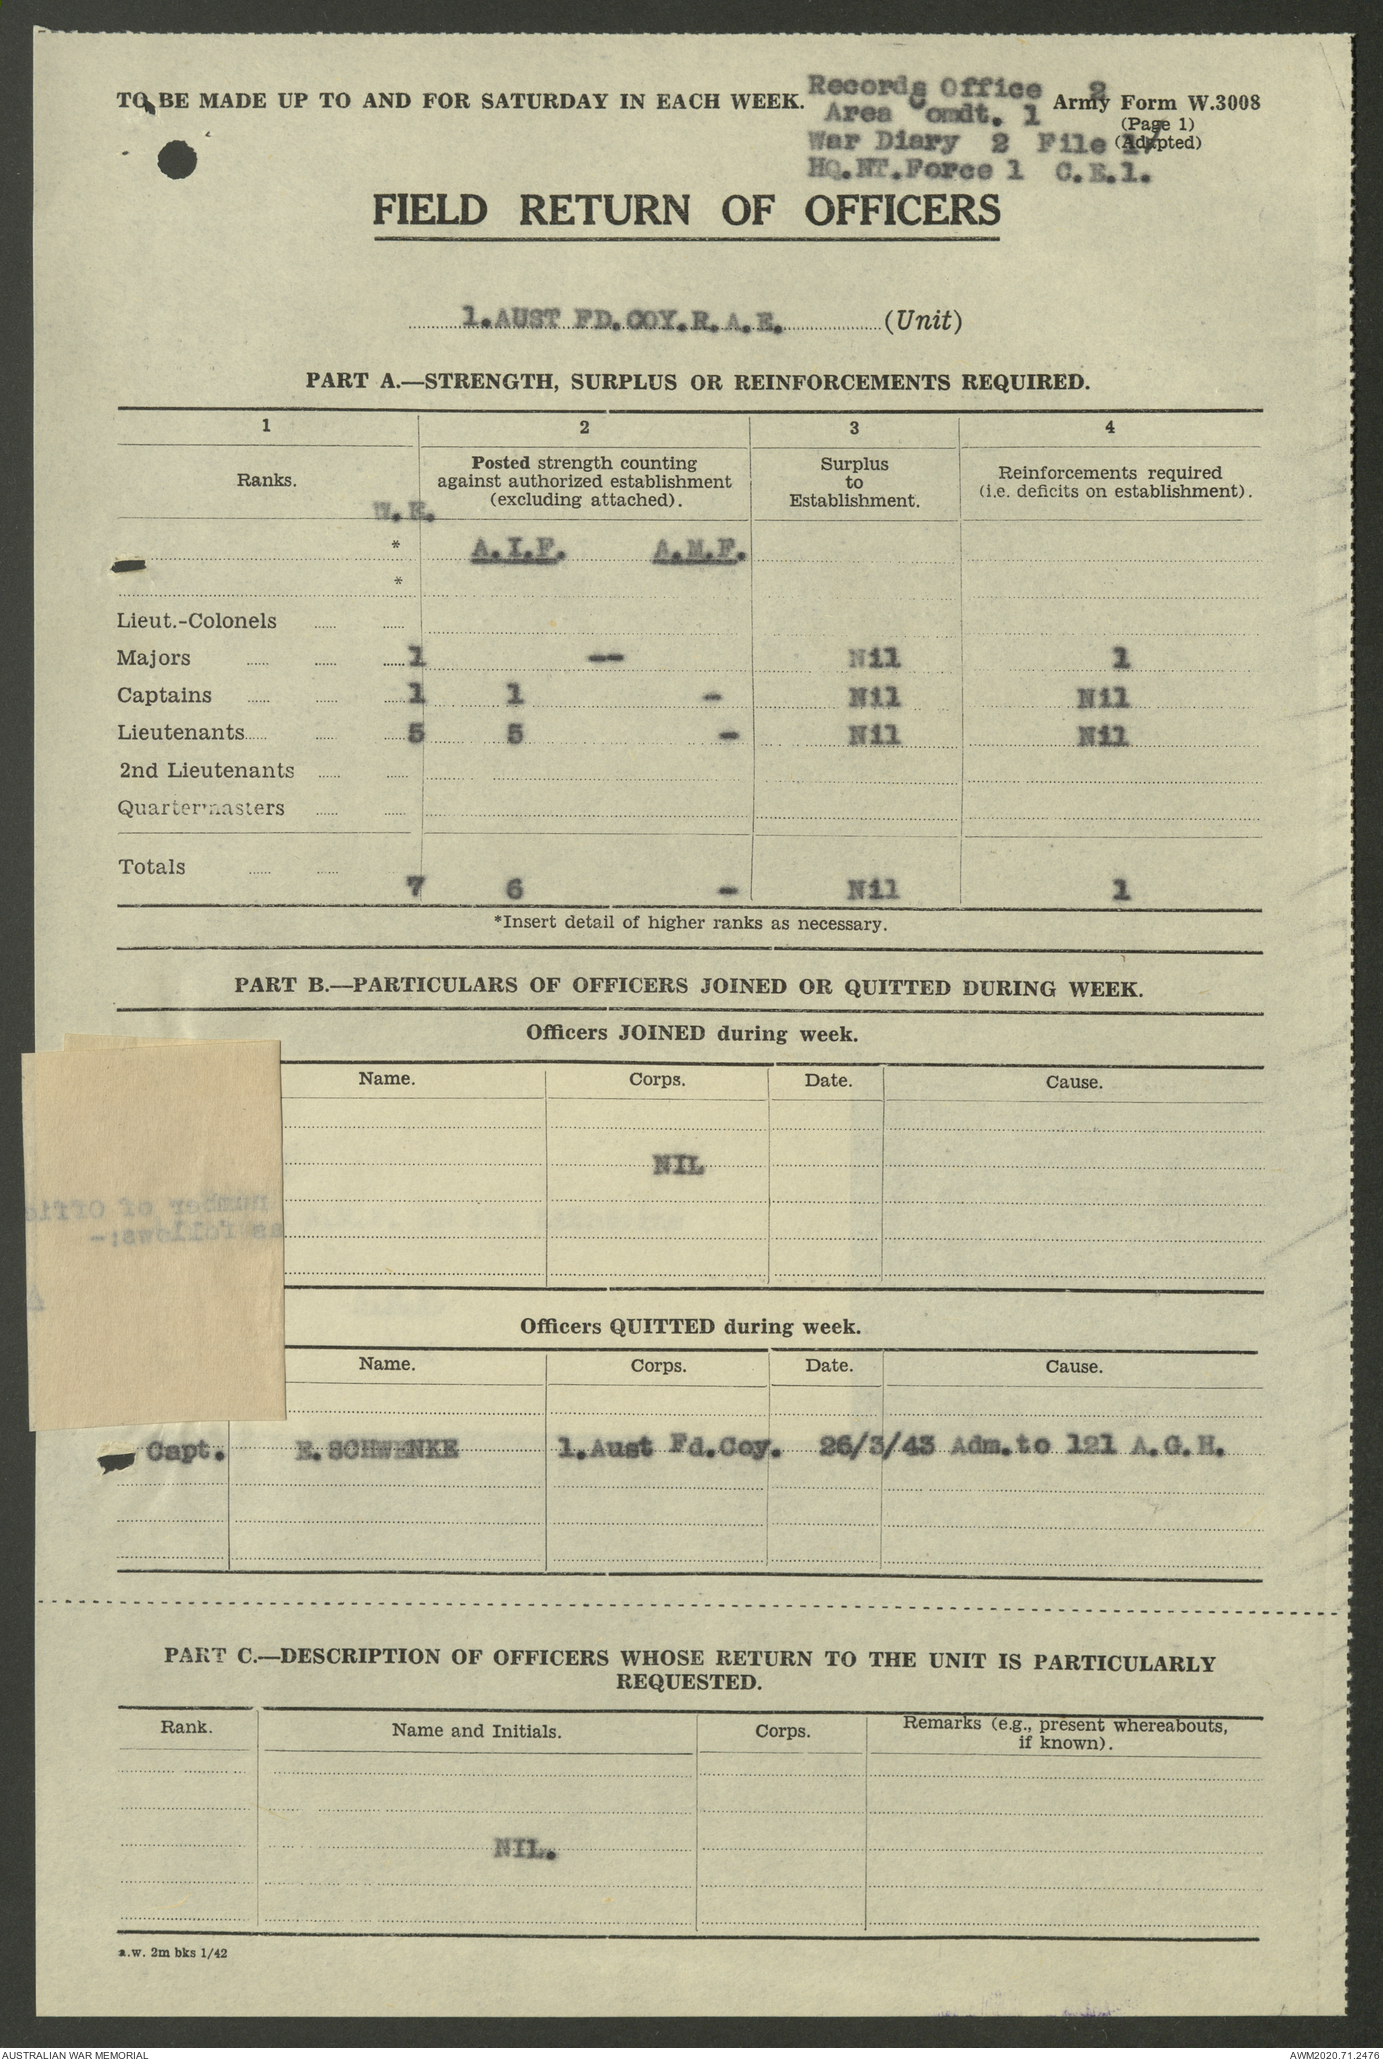 TO BE MADE UP TO AND FOR SATURDAY IN EACH WEEK.
Records Office 2
Area Comdt. 1
War Diary 2 File 1
HQ.NT.Force 1 C.E.1.
Army Form W.3008
(Page 1)
(Adapted)
FIELD RETURN OF OFFICERS
1.AUST FD.COY.R.A.E. (Unit)
PART A.—STRENGTH, SURPLUS OR REINFORCEMENTS REQUIRED.
1 2 3 4
Ranks.
W.E.
Posted strength counting
against authorized establishment
(excluding attached).
Surplus
to
Establishment.
Reinforcements required
(i.e. deficits on establishment).
* A.I.F. A.M.F.
*
Lieut.-Colonels
Majors 1 -- Nil 1
Captains 1 1 - Nil Nil
Lieutenants 5 5 - Nil Nil
2nd Lieutenants
Quartermasters
Totals 7 6 - Nil 1
*Insert detail of higher ranks as necessary.
PART B.—PARTICULARS OF OFFICERS JOINED OR QUITTED DURING WEEK.
Officers JOINED during week.
Name. Corps. Date. Cause.
NIL
number of Offic
as follows:-
Officers QUITTED during week.
Name. Corps. Date. Cause.
Capt. E.SCHWENKE 1.Aust Fd.Coy. 26/3/43 Adm.to 121 A.G.H.
PART C.—DESCRIPTION OF OFFICERS WHOSE RETURN TO THE UNIT IS PARTICULARLY
REQUESTED.
Rank. Name and Initials. Corps. Remarks (e.g., present whereabouts,
if known).
NIL.
a.w. 2m bks 1/42
AUSTRALIAN WAR MEMORIAL AWM2020.71.2476